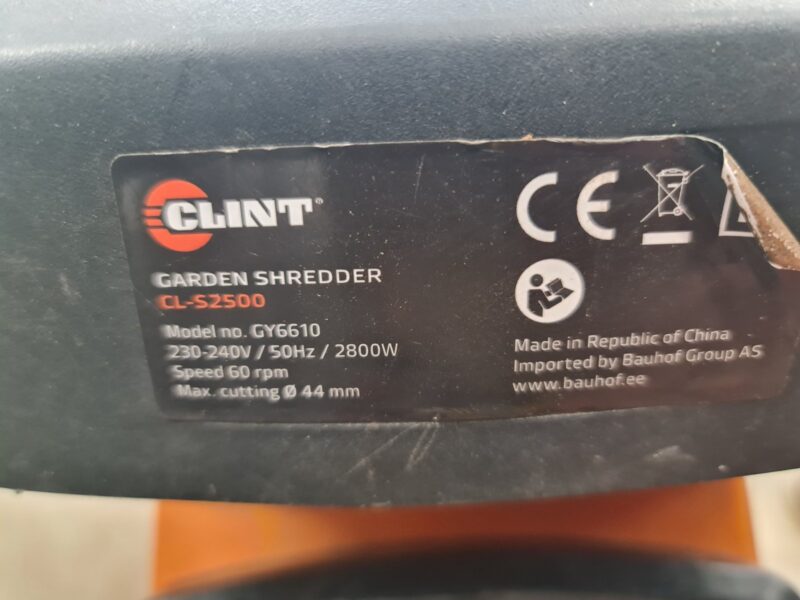 CLINT®
GARDEN SHREDDER
CL-S2500
Model no. GY6610
230-240V / 50Hz / 2800W
Speed 60 rpm
Max. cutting Ø 44 mm
CE
Made in Republic of China
Imported by Bauhof Group AS
www.bauhof.ee